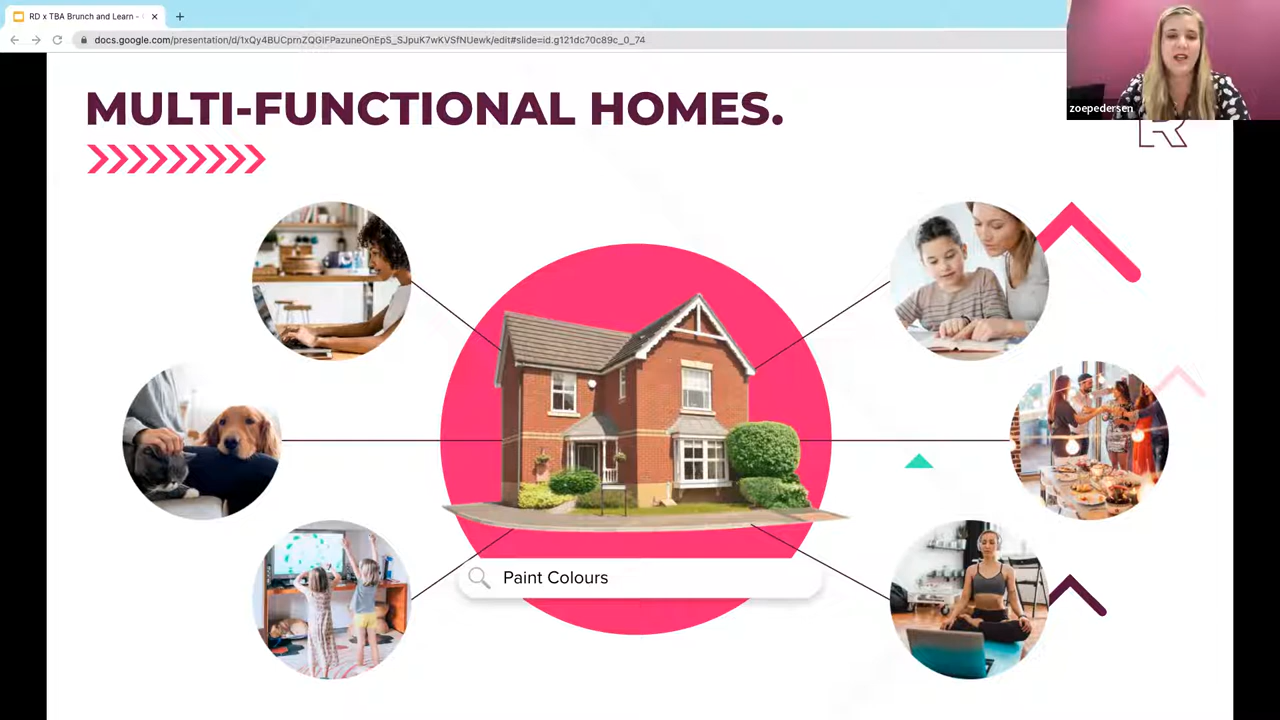 RD x TBA Brunch and Learn -
docs.google.com/presentation/d/1xQy4BUCprnZQGIFPazuneOnEpS_SJpuK7wKVSfNUewk/edit#slide=id.g121dc70c89c_0_74
zoepedersen
MULTI-FUNCTIONAL HOMES.
Paint Colours